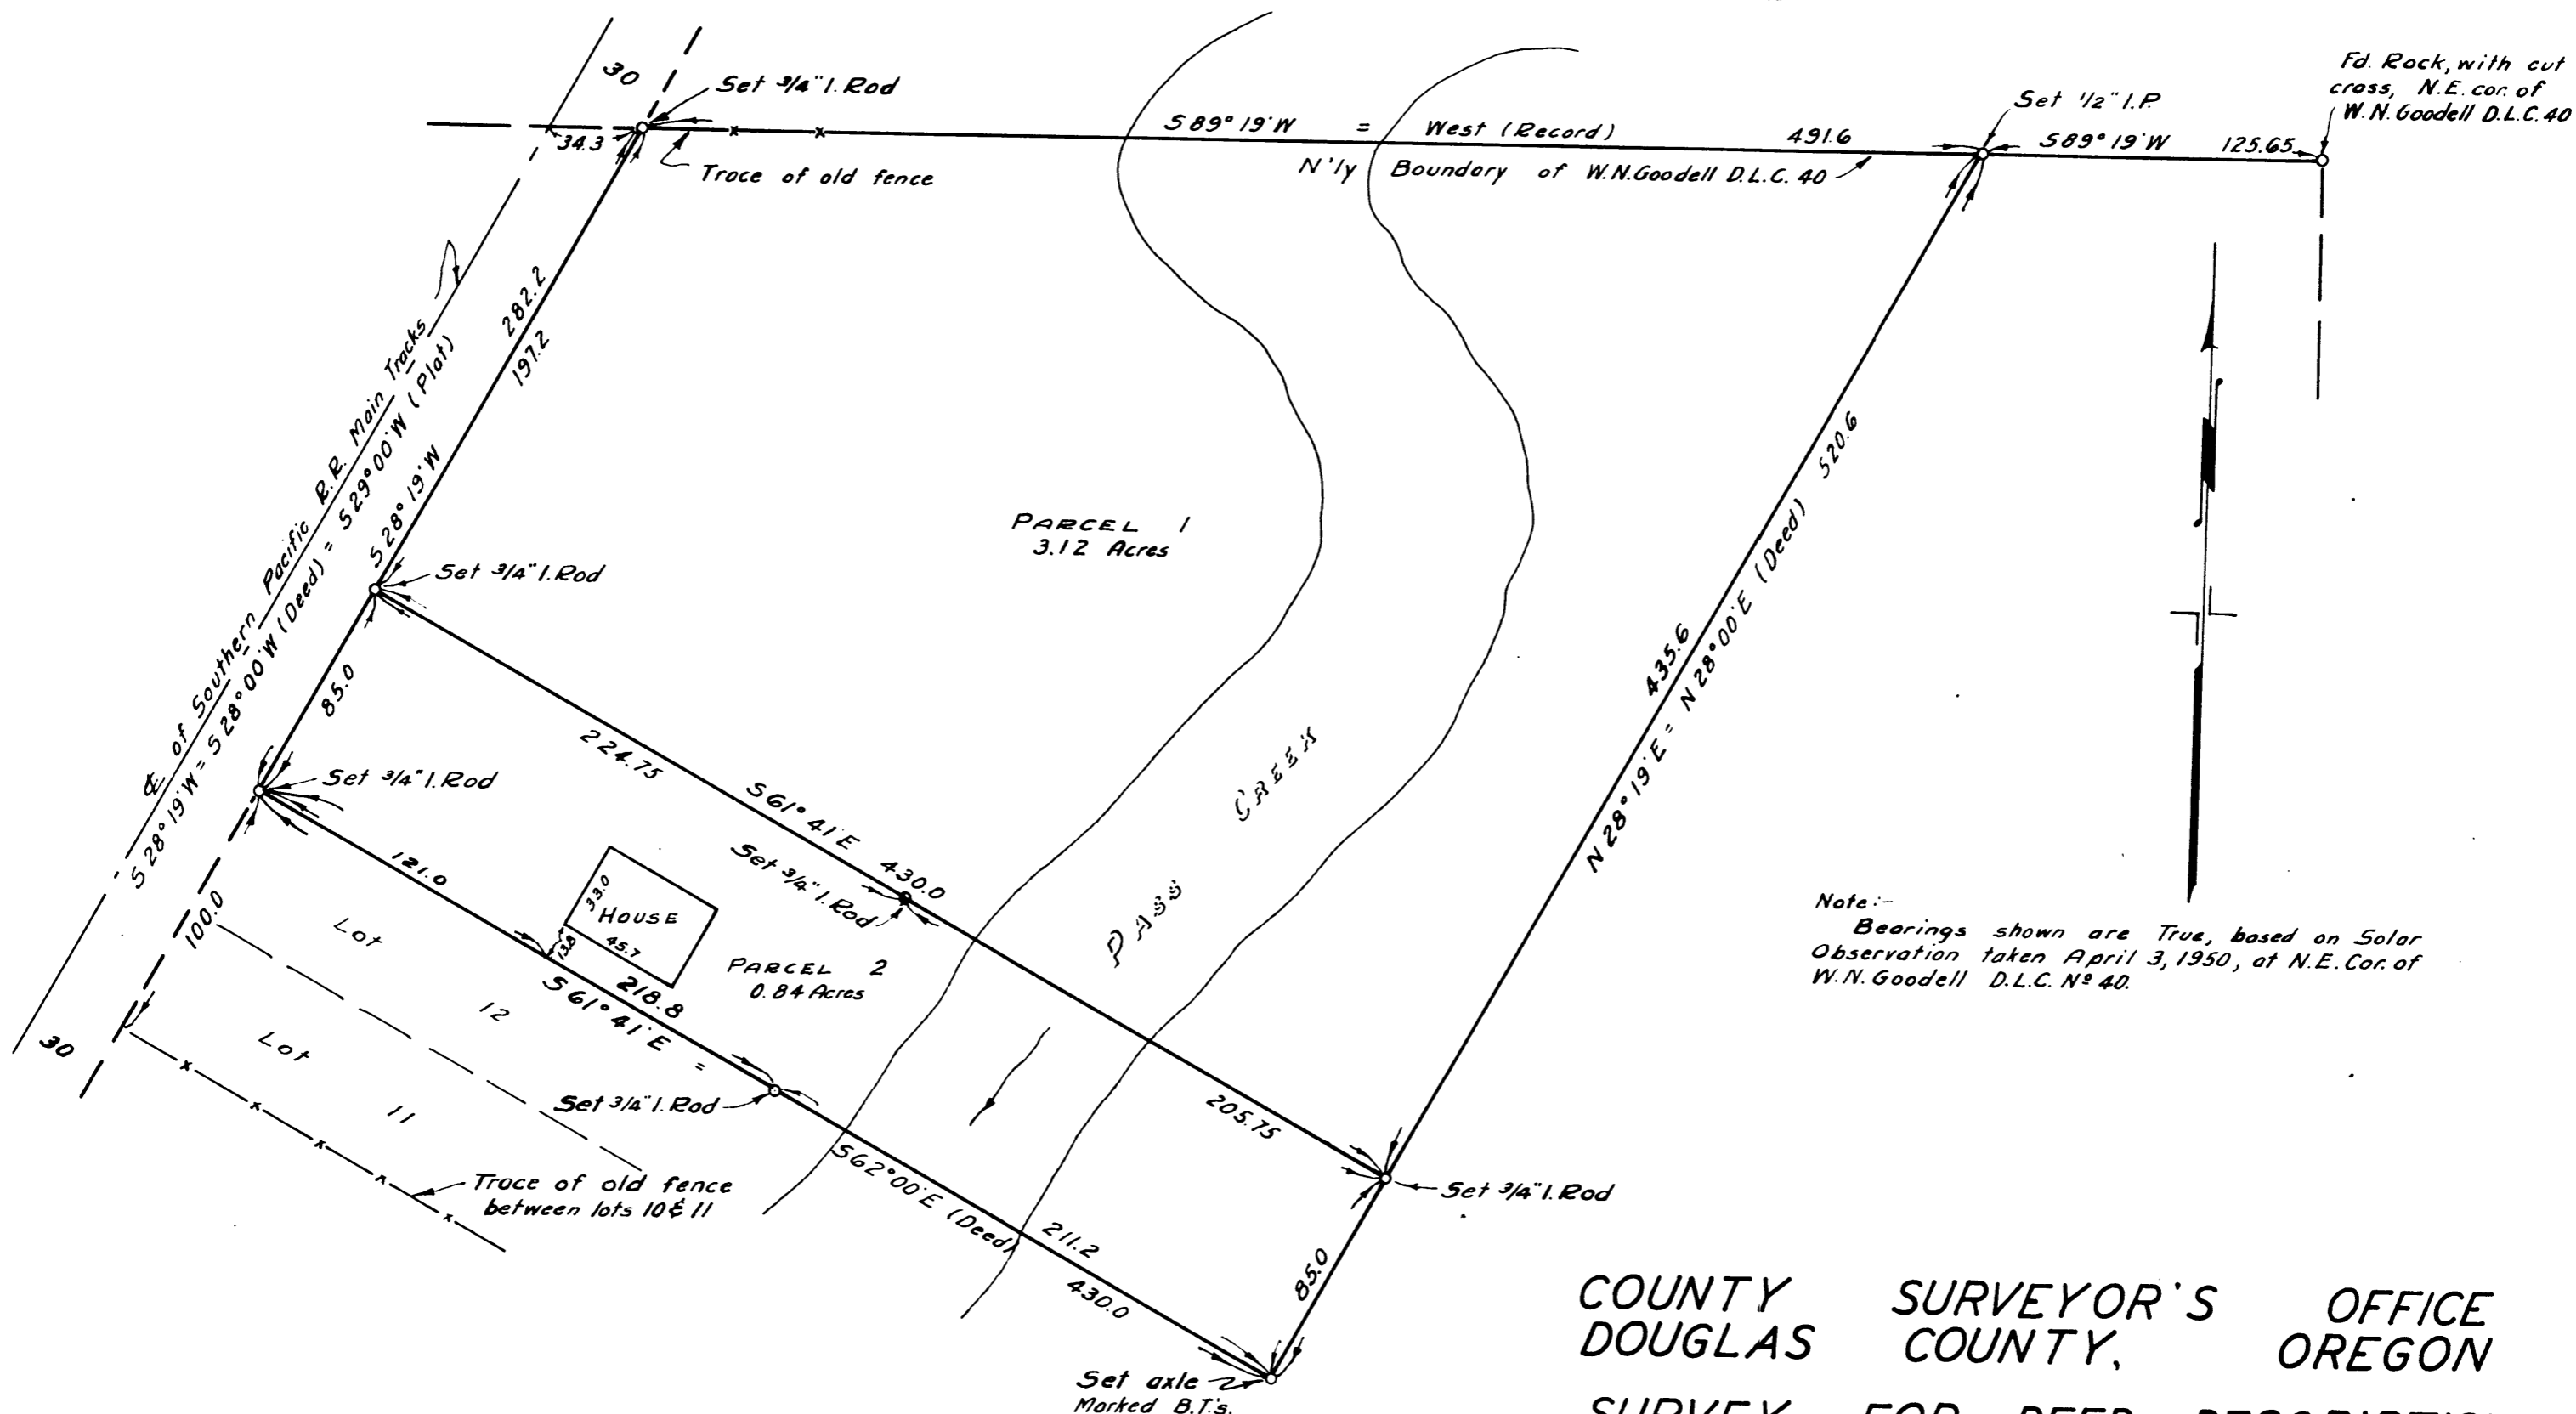 30
Set 3/4" I. Rod
34.3
Trace of old fence
S 89° 19' W = West (Record) 491.6
N'ly Boundary of W.N. Goodell D.L.C. 40
Set 1/2" I.P.
S 89° 19' W 125.65
Fd. Rock, with cut
cross, N.E. cor. of
W.N. Goodell D.L.C. 40
282.2
197.2
S 28° 19' W
℄ of Southern Pacific R.R. Main Tracks
S 28° 19' W = S 28° 00' W (Deed) = S 29° 00' W (Plat)
PARCEL 1
3.12 Acres
520.6
435.6
N 28° 19' E = N 28° 00' E (Deed)
Set 3/4" I. Rod
85.0
224.75
S 61° 41' E 430.0
Set 3/4" I. Rod
Set 3/4" I. Rod
PASS CREEK
121.0
33.0
HOUSE
45.7
13.8
PARCEL 2
0.84 Acres
218.8
S 61° 41' E =
S 62° 00' E (Deed)
100.0
Lot 12
Lot 11
30
Set 3/4" I. Rod
Trace of old fence
between lots 10 & 11
205.75
211.2
430.0
Set 3/4" I. Rod
85.0
Set axle
Marked B.T.'s.
Note:-
Bearings shown are True, based on Solar
Observation taken April 3, 1950, at N.E. Cor. of
W.N. Goodell D.L.C. Nº 40.
COUNTY SURVEYOR'S OFFICE
DOUGLAS COUNTY, OREGON
SURVEY FOR DEED DESCRIPTION